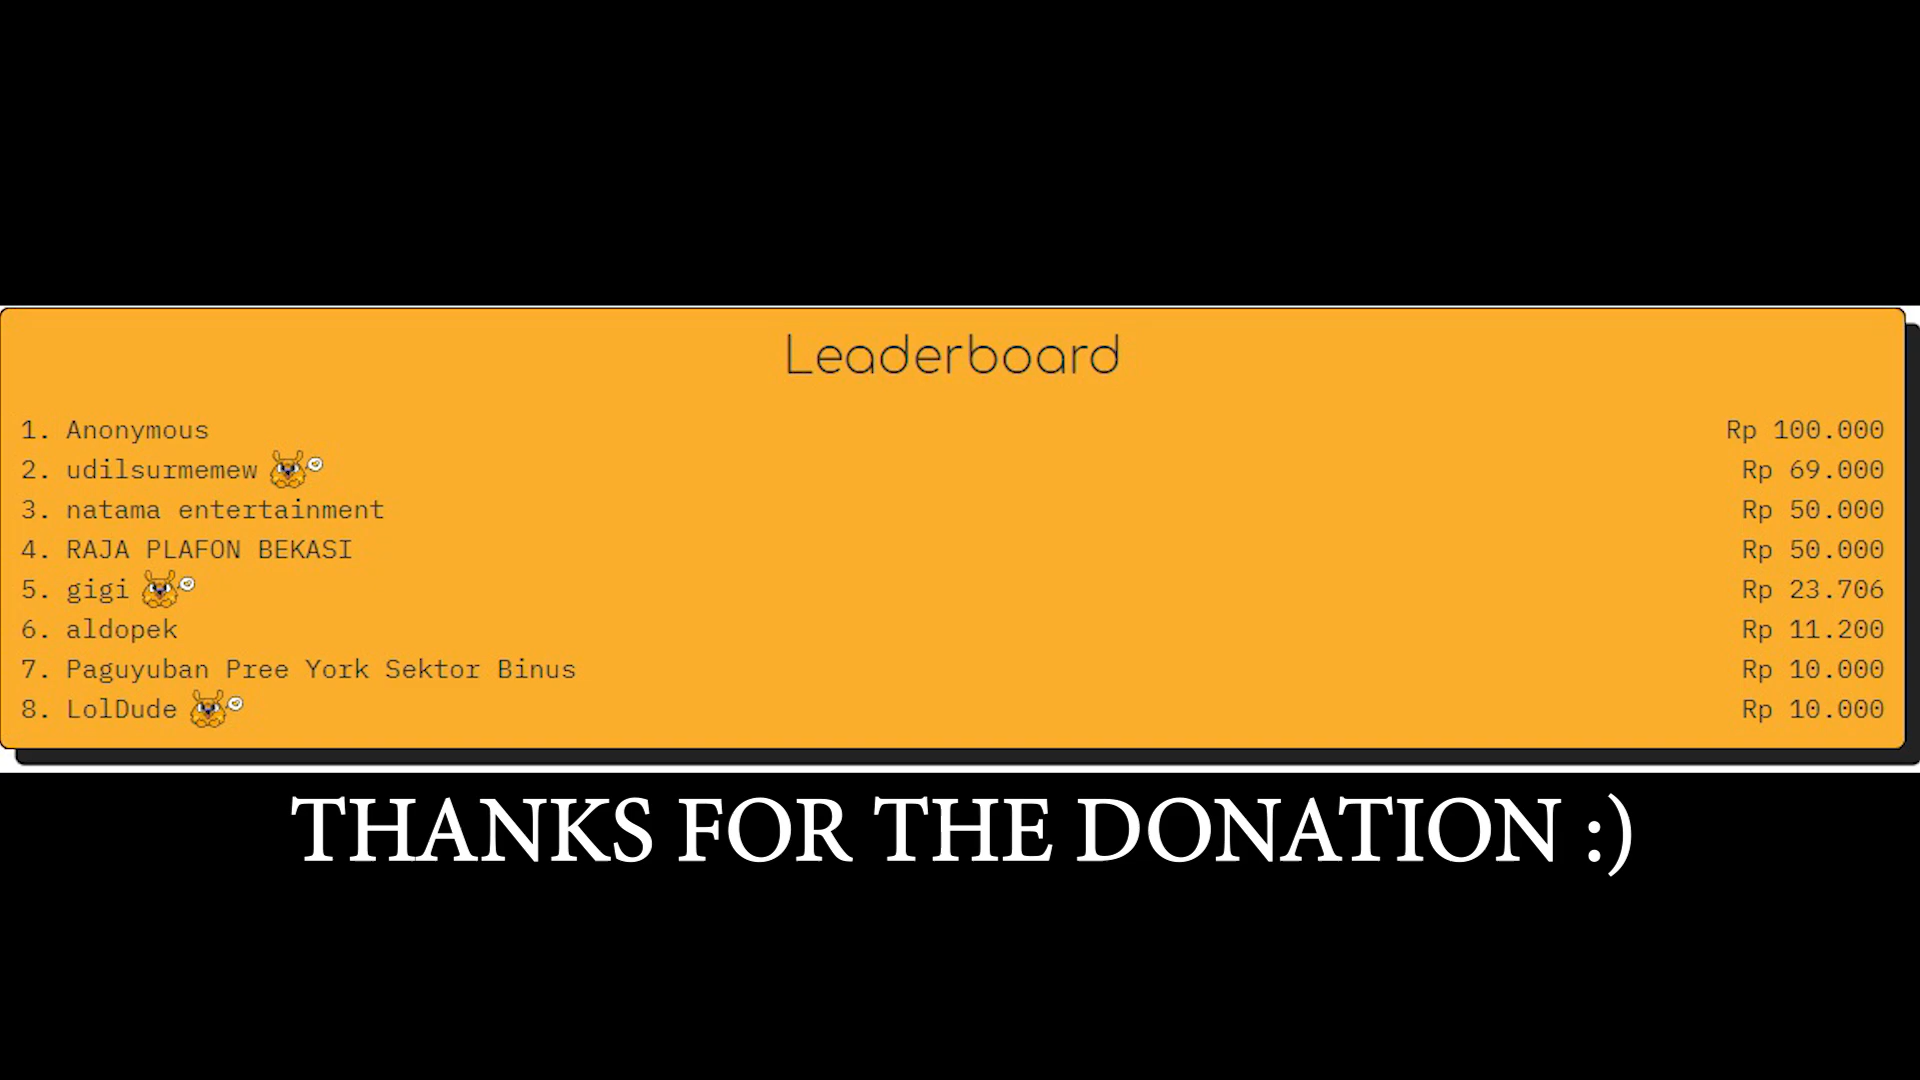 Leaderboard
1. Anonymous Rp 100.000
2. udilsurmemew Rp 69.000
3. natama entertainment Rp 50.000
4. RAJA PLAFON BEKASI Rp 50.000
5. gigi Rp 23.706
6. aldopek Rp 11.200
7. Paguyuban Pree York Sektor Binus Rp 10.000
8. LolDude Rp 10.000
THANKS FOR THE DONATION :)